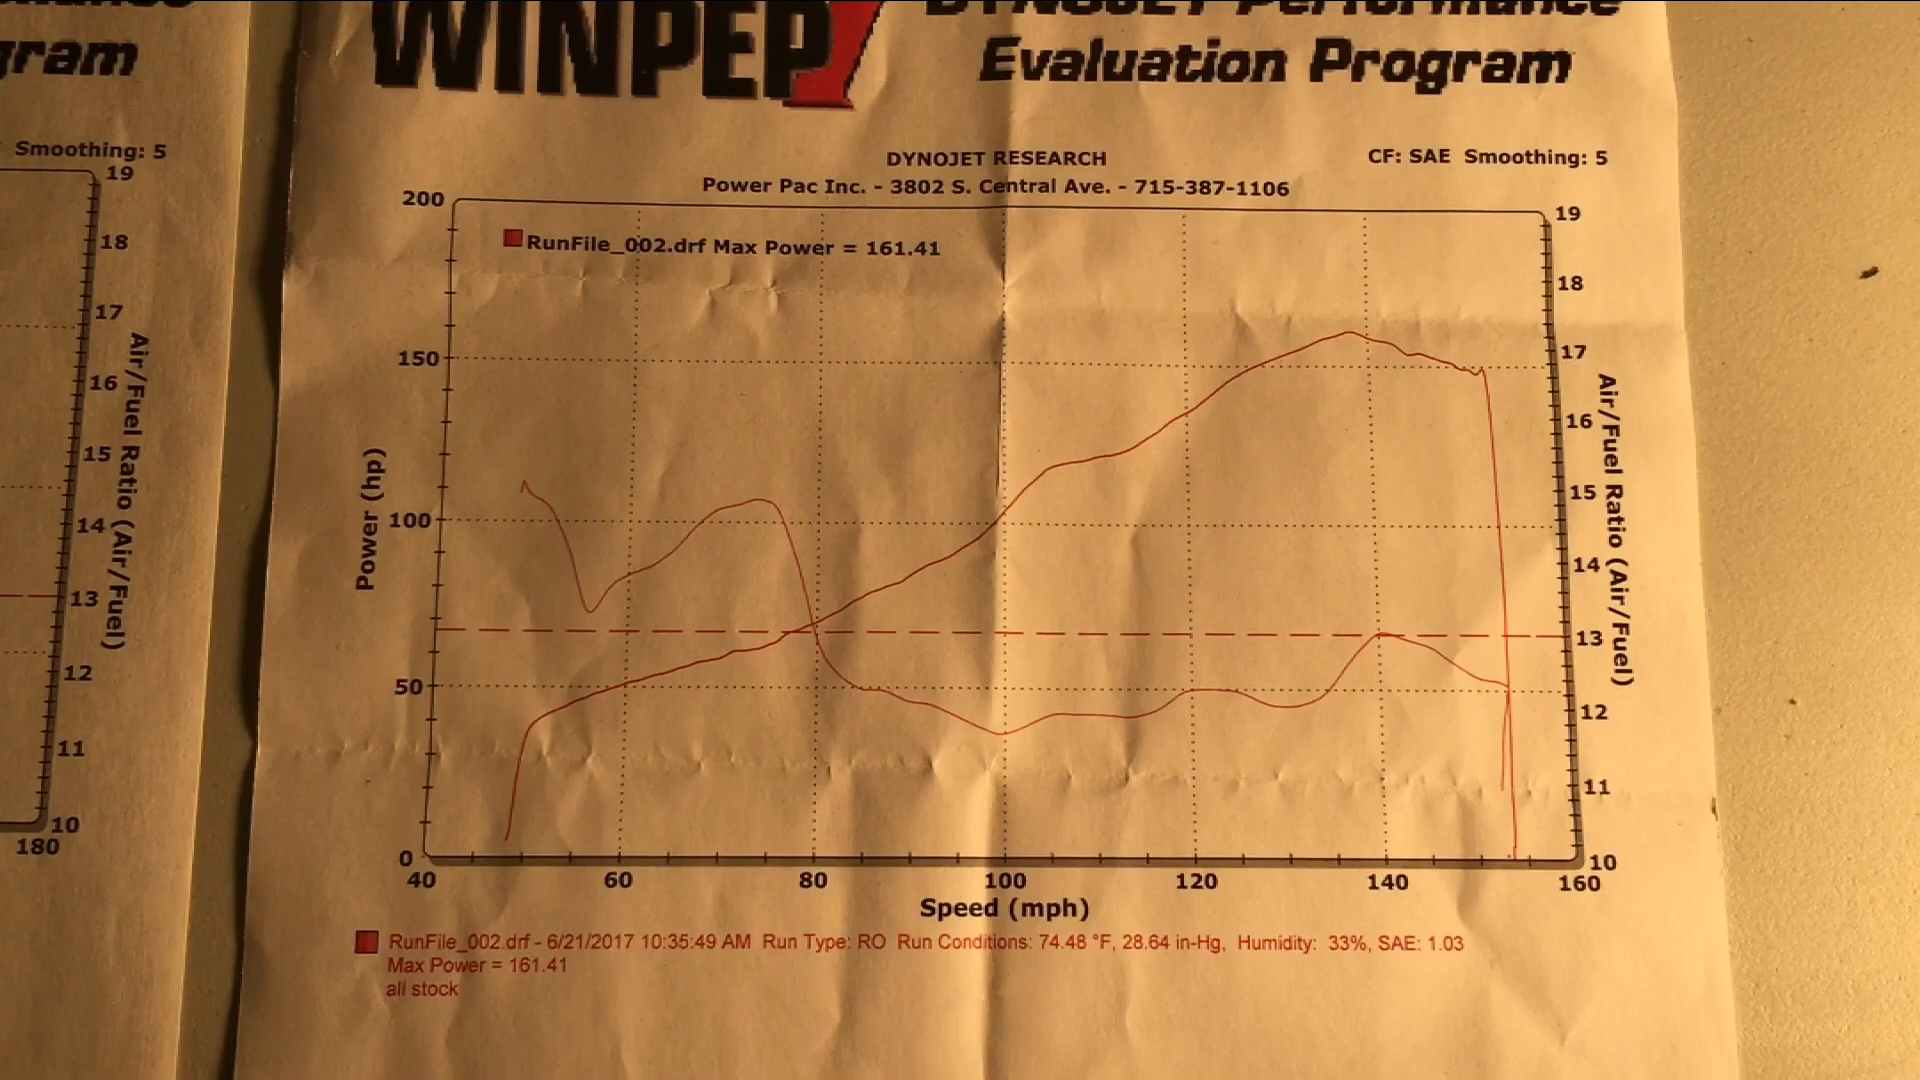 gram
Smoothing: 5
19
18
17
16
15
14
13
12
11
10
180
Air/Fuel Ratio (Air/Fuel)
WINPEP7
DYNOJET Performance
Evaluation Program
DYNOJET RESEARCH
CF: SAE Smoothing: 5
Power Pac Inc. - 3802 S. Central Ave. - 715-387-1106
RunFile_002.drf Max Power = 161.41
200
150
100
50
0
Power (hp)
19
18
17
16
15
14
13
12
11
10
Air/Fuel Ratio (Air/Fuel)
40 60 80 100 120 140 160
Speed (mph)
RunFile_002.drf - 6/21/2017 10:35:49 AM Run Type: RO Run Conditions: 74.48 °F, 28.64 in-Hg, Humidity: 33%, SAE: 1.03
Max Power = 161.41
all stock